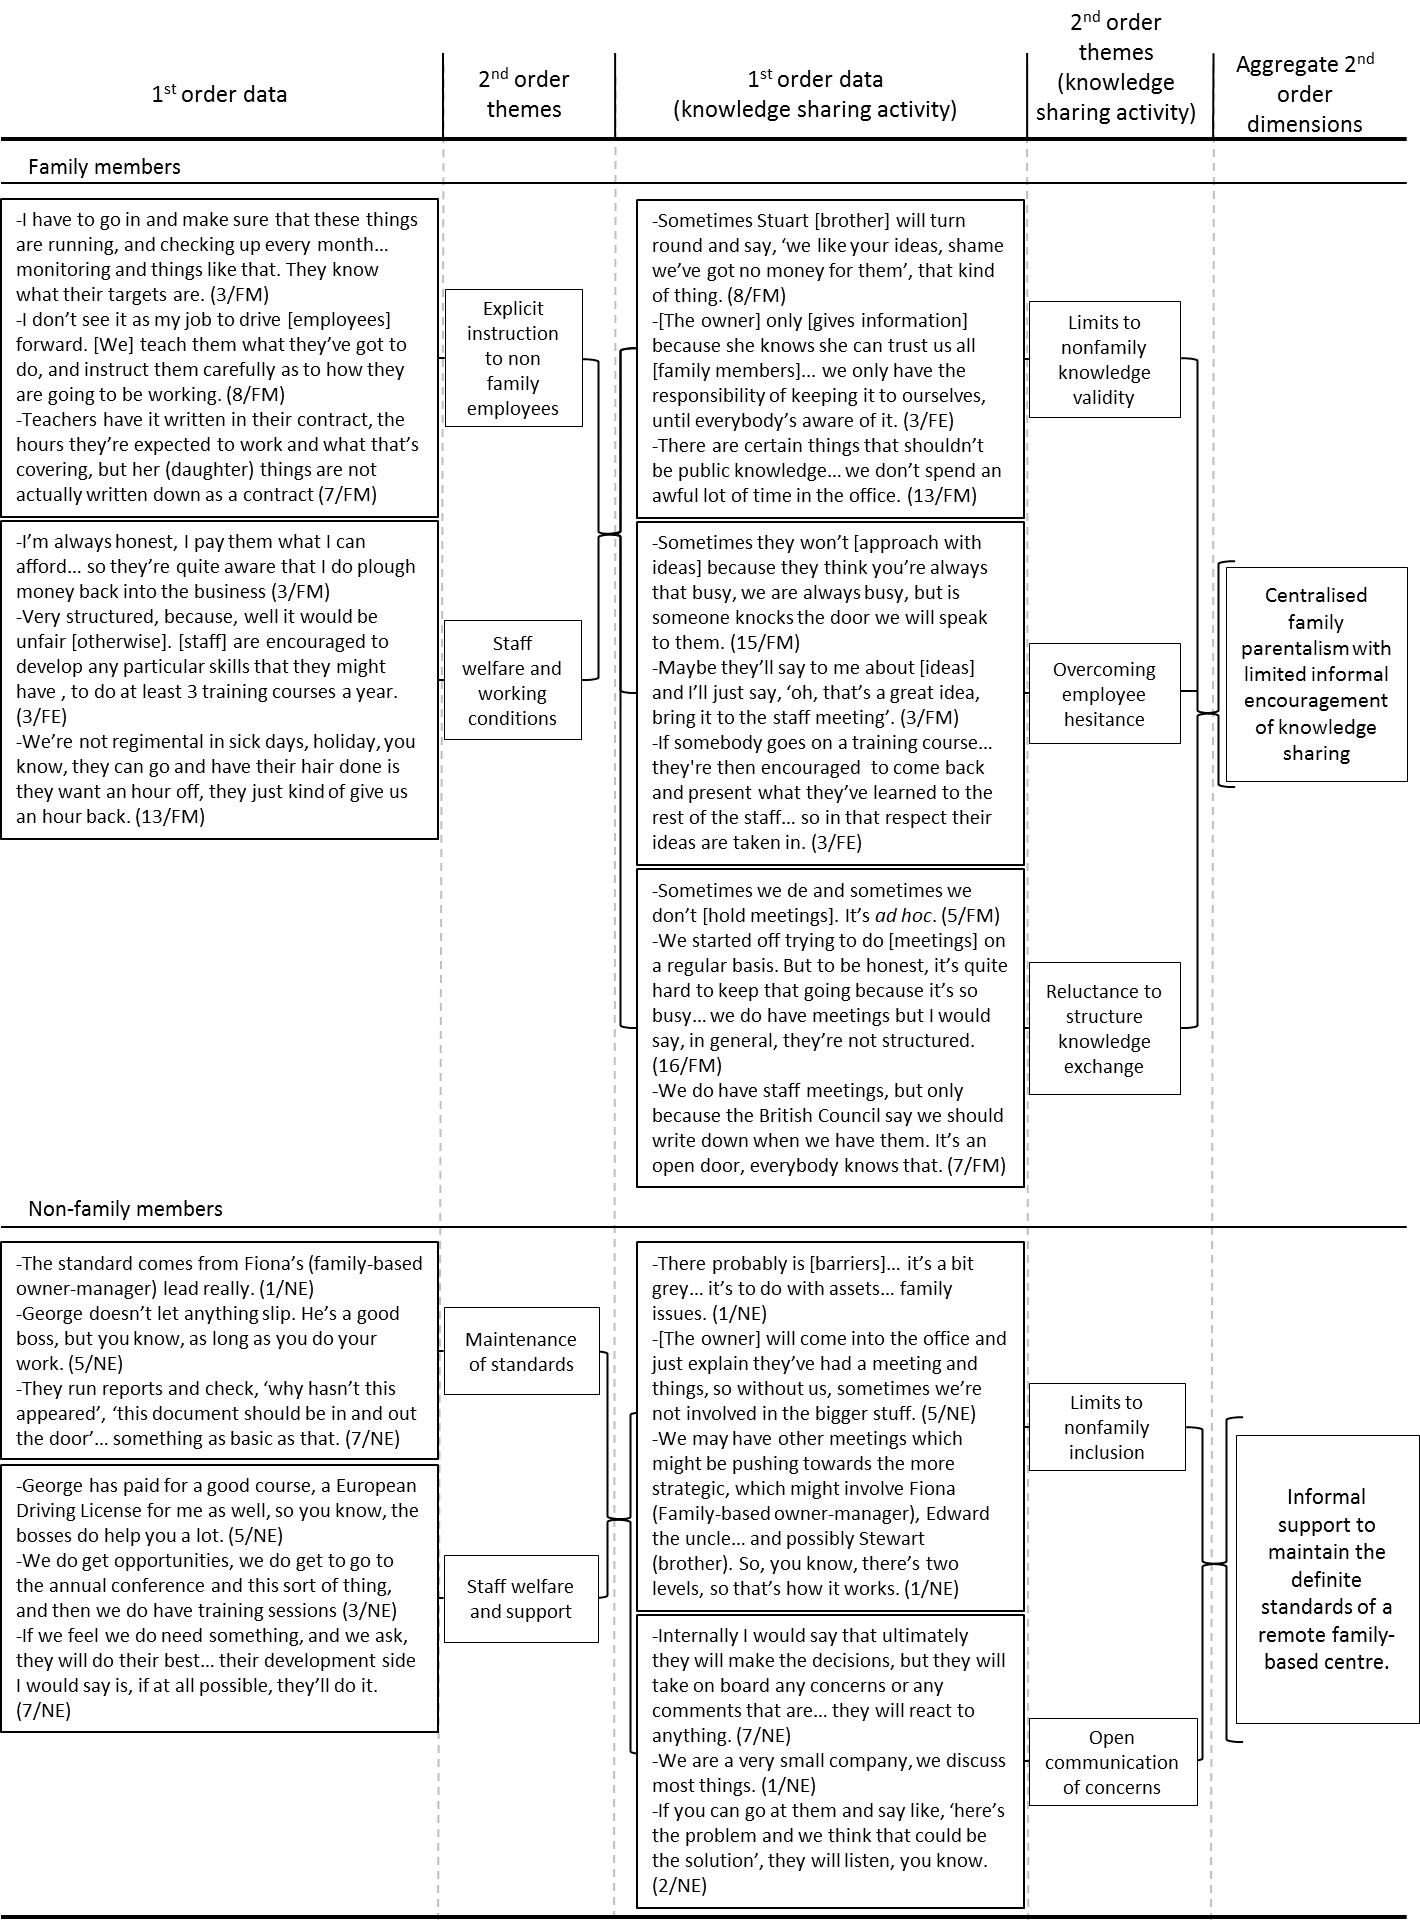 1st order data
2nd order
themes
1st order data
(knowledge sharing activity)
2nd order
themes
(knowledge
sharing activity)
Aggregate 2nd
order
dimensions
Family members
-I have to go in and make sure that these things
are running, and checking up every month…
monitoring and things like that. They know
what their targets are. (3/FM)
-I don’t see it as my job to drive [employees]
forward. [We] teach them what they’ve got to
do, and instruct them carefully as to how they
are going to be working. (8/FM)
-Teachers have it written in their contract, the
hours they’re expected to work and what that’s
covering, but her (daughter) things are not
actually written down as a contract (7/FM)
Explicit
instruction
to non
family
employees
-I’m always honest, I pay them what I can
afford… so they’re quite aware that I do plough
money back into the business (3/FM)
-Very structured, because, well it would be
unfair [otherwise]. [staff] are encouraged to
develop any particular skills that they might
have , to do at least 3 training courses a year.
(3/FE)
-We’re not regimental in sick days, holiday, you
know, they can go and have their hair done is
they want an hour off, they just kind of give us
an hour back. (13/FM)
Staff
welfare and
working
conditions
-Sometimes Stuart [brother] will turn
round and say, ‘we like your ideas, shame
we’ve got no money for them’, that kind
of thing. (8/FM)
-[The owner] only [gives information]
because she knows she can trust us all
[family members]… we only have the
responsibility of keeping it to ourselves,
until everybody’s aware of it. (3/FE)
-There are certain things that shouldn’t
be public knowledge… we don’t spend an
awful lot of time in the office. (13/FM)
Limits to
nonfamily
knowledge
validity
-Sometimes they won’t [approach with
ideas] because they think you’re always
that busy, we are always busy, but is
someone knocks the door we will speak
to them. (15/FM)
-Maybe they’ll say to me about [ideas]
and I’ll just say, ‘oh, that’s a great idea,
bring it to the staff meeting’. (3/FM)
-If somebody goes on a training course…
they're then encouraged to come back
and present what they’ve learned to the
rest of the staff… so in that respect their
ideas are taken in. (3/FE)
Overcoming
employee
hesitance
-Sometimes we de and sometimes we
don’t [hold meetings]. It’s ad hoc. (5/FM)
-We started off trying to do [meetings] on
a regular basis. But to be honest, it’s quite
hard to keep that going because it’s so
busy… we do have meetings but I would
say, in general, they’re not structured.
(16/FM)
-We do have staff meetings, but only
because the British Council say we should
write down when we have them. It’s an
open door, everybody knows that. (7/FM)
Reluctance to
structure
knowledge
exchange
Centralised
family
parentalism with
limited informal
encouragement
of knowledge
sharing
Non-family members
-The standard comes from Fiona’s (family-based
owner-manager) lead really. (1/NE)
-George doesn’t let anything slip. He’s a good
boss, but you know, as long as you do your
work. (5/NE)
-They run reports and check, ‘why hasn’t this
appeared’, ‘this document should be in and out
the door’… something as basic as that. (7/NE)
Maintenance
of standards
-George has paid for a good course, a European
Driving License for me as well, so you know, the
bosses do help you a lot. (5/NE)
-We do get opportunities, we do get to go to
the annual conference and this sort of thing,
and then we do have training sessions (3/NE)
-If we feel we do need something, and we ask,
they will do their best… their development side
I would say is, if at all possible, they’ll do it.
(7/NE)
Staff welfare
and support
-There probably is [barriers]… it’s a bit
grey… it’s to do with assets… family
issues. (1/NE)
-[The owner] will come into the office and
just explain they’ve had a meeting and
things, so without us, sometimes we’re
not involved in the bigger stuff. (5/NE)
-We may have other meetings which
might be pushing towards the more
strategic, which might involve Fiona
(Family-based owner-manager), Edward
the uncle… and possibly Stewart
(brother). So, you know, there’s two
levels, so that’s how it works. (1/NE)
Limits to
nonfamily
inclusion
-Internally I would say that ultimately
they will make the decisions, but they will
take on board any concerns or any
comments that are… they will react to
anything. (7/NE)
-We are a very small company, we discuss
most things. (1/NE)
-If you can go at them and say like, ‘here’s
the problem and we think that could be
the solution’, they will listen, you know.
(2/NE)
Open
communication
of concerns
Informal
support to
maintain the
definite
standards of a
remote family-
based centre.